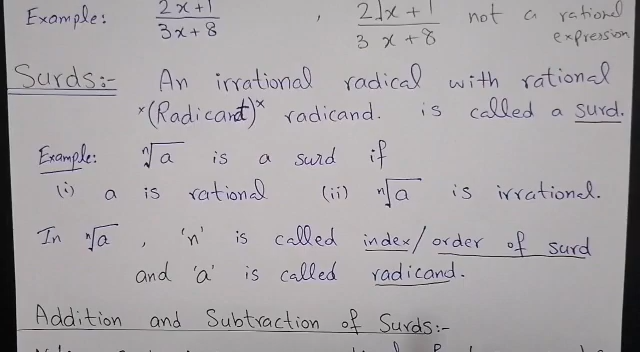 Example: 2x+1/3x+8 , 2√x+1/3 x+8 not a rational expression
Surds:- An irrational radical with rational
×(Radicant)× radicand. is called a surd.
Example: ⁿ√a is a surd if
(i) a is rational (ii) ⁿ√a is irrational.
In ⁿ√a , 'n' is called index/order of surd
and 'a' is called radicand.
Addition and Subtraction of Surds:-